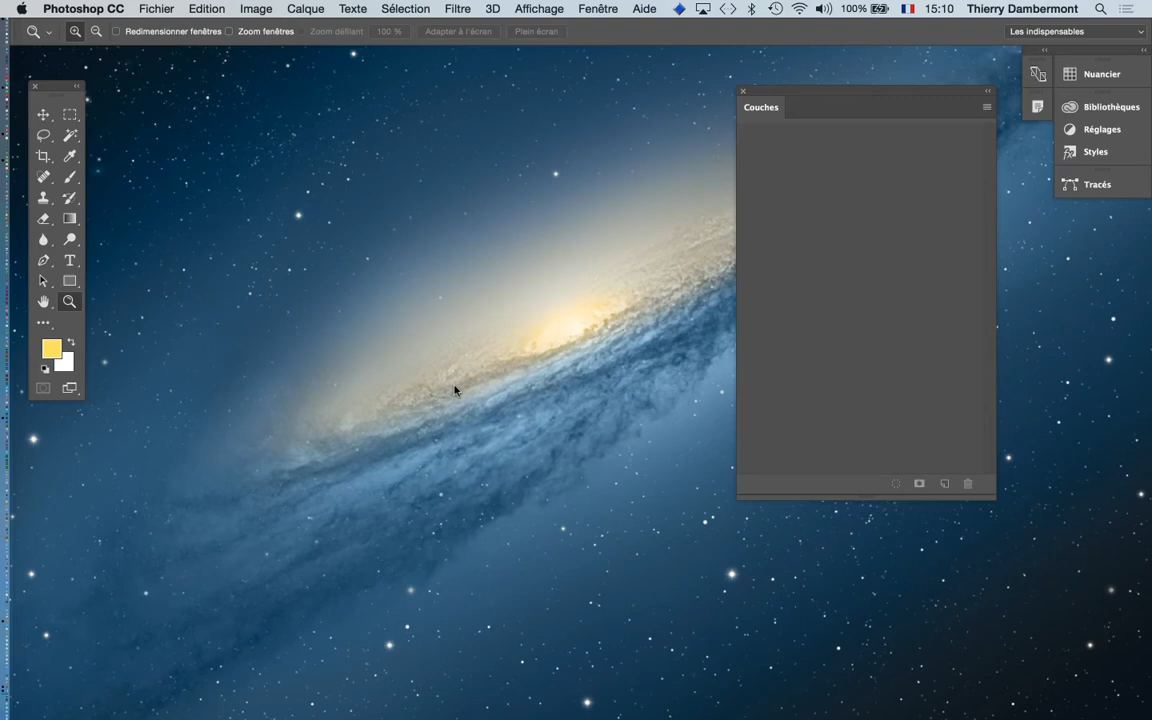 Photoshop CC Fichier Edition Image Calque Texte Sélection Filtre 3D Affichage Fenêtre Aide 100% 15:10 Thierry Dambermont
Redimensionner fenêtres Zoom fenêtres Zoom défilant 100 % Adapter à l'écran Plein écran Les indispensables
Nuancier
Couches
Bibliothèques
Réglages
Styles
Tracés